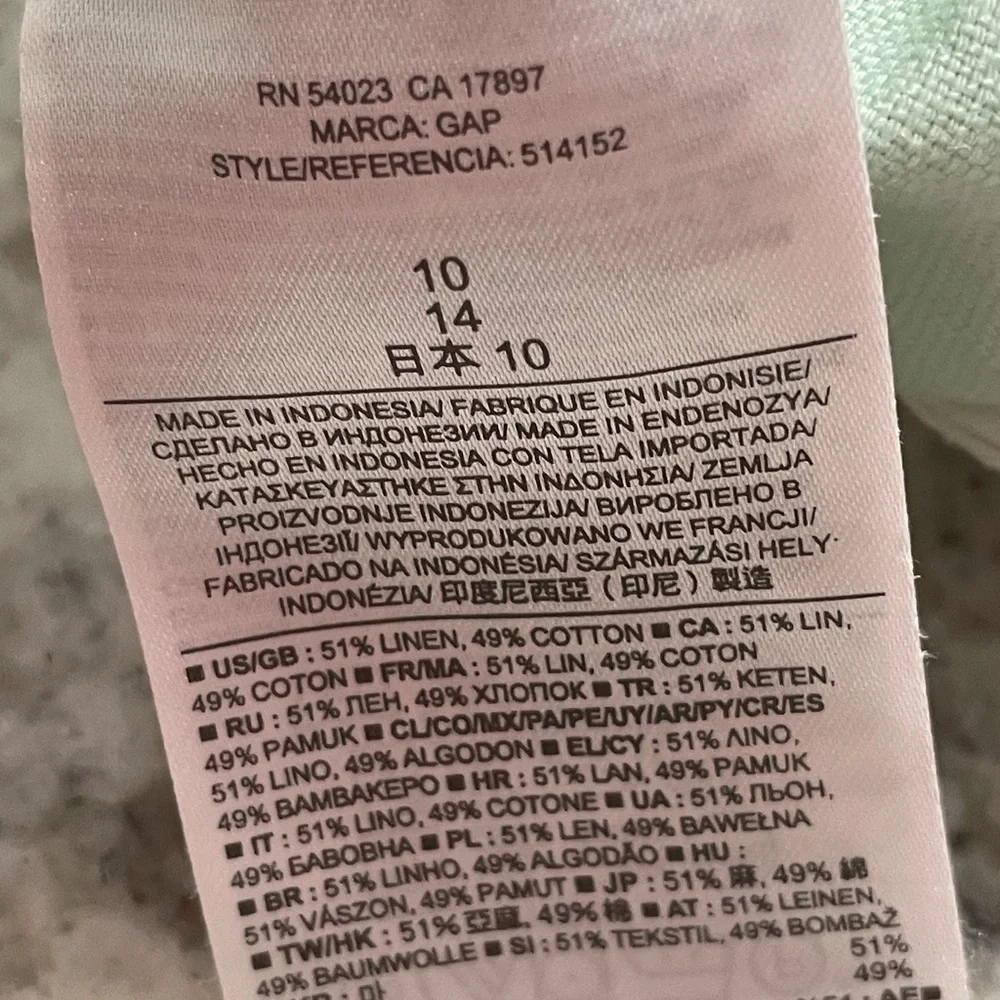 RN 54023 CA 17897
MARCA: GAP
STYLE/REFERENCIA: 514152
10
14
日本 10
MADE IN INDONESIA/ FABRIQUE EN INDONISIE/
СДЕЛАНО В ИНДОНЕЗИИ/ MADE IN ENDENOZYA/
HECHO EN INDONESIA CON TELA IMPORTADA/
ΚΑΤΑΣΚΕΥΑΣΤΗΚΕ ΣΤΗΝ ΙΝΔΟΝΗΣΙΑ/ ZEMLJA
PROIZVODNJE INDONEZIJA/ ВИРОБЛЕНО В
ІНДОНЕЗІЇ/ WYPRODUKOWANO WE FRANCJI/
FABRICADO NA INDONÉSIA/ SZÁRMAZÁSI HELY·
INDONÉZIA/ 印度尼西亞（印尼）製造
■ US/GB : 51% LINEN, 49% COTTON ■ CA : 51% LIN,
49% COTON ■ FR/MA : 51% LIN, 49% COTON
■ RU : 51% ЛЕН, 49% ХЛОПОК ■ TR : 51% KETEN,
49% PAMUK ■ CL/CO/MX/PA/PE/UY/AR/PY/CR/ES
51% LINO, 49% ALGODON ■ EL/CY : 51% ΛΙΝΟ,
49% ΒΑΜΒΑΚΕΡΟ ■ HR : 51% LAN, 49% PAMUK
■ IT : 51% LINO, 49% COTONE ■ UA : 51% ЛЬОН,
49% БАВОВНА ■ PL : 51% LEN, 49% BAWEŁNA
■ BR : 51% LINHO, 49% ALGODÃO ■ HU :
51% VÁSZON, 49% PAMUT ■ JP : 51% 麻, 49% 綿
■ TW/HK : 51% 亞麻, 49% 棉 ■ AT : 51% LEINEN,
49% BAUMWOLLE ■ SI : 51% TEKSTIL, 49% BOMBAŽ
51%
49%